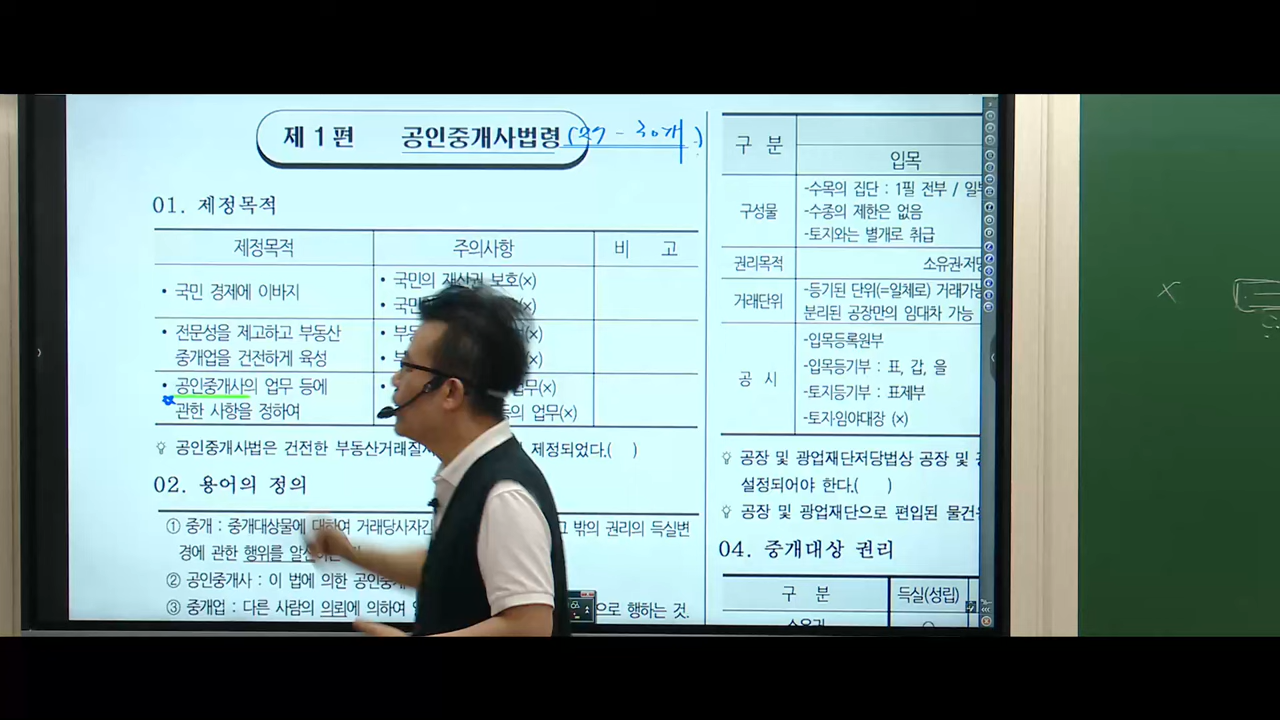 제 1 편 공인중개사법령 (27 - 30개)
01. 제정목적
제정목적 주의사항 비 고
• 국민 경제에 이바지
• 국민의 재산권 보호(x)
• 국민 (x)
• 전문성을 제고하고 부동산
중개업을 건전하게 육성
• 부동 (x)
(x)
• 공인중개사의 업무 등에
관한 사항을 정하여
업무(x)
등의 업무(x)
공인중개사법은 건전한 부동산거래질서 제정되었다.( )
02. 용어의 정의
① 중개 : 중개대상물에 대하여 거래당사자간 그 밖의 권리의 득실변
경에 관한 행위를 알선하는
② 공인중개사 : 이 법에 의한 공인중개
③ 중개업 : 다른 사람의 의뢰에 의하여 으로 행하는 것.
구 분
입목
구성물
-수목의 집단 : 1필 전부 / 일부
-수종의 제한은 없음
-토지와는 별개로 취급
권리목적 소유권·저당
거래단위
-등기된 단위(=일체로) 거래가능
분리된 공장만의 임대차 가능
공 시
-입목등록원부
-입목등기부 : 표, 갑, 을
-토지등기부 : 표제부
-토지·임야대장 (x)
공장 및 광업재단저당법상 공장 및 광
설정되어야 한다.( )
공장 및 광업재단으로 편입된 물건은
04. 중개대상 권리
구 분 득실(성립)
소유권 ○
x